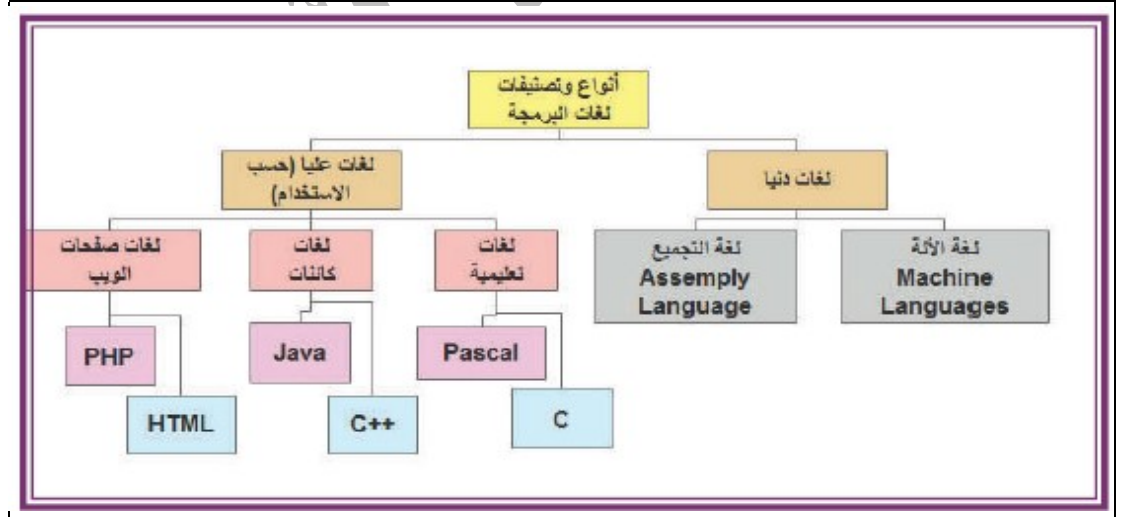 أنواع وتصنيفات
لغات البرمجة
لغات دنيا
لغات عليا (حسب
الاستخدام)
لغة الألة
Machine
Languages
لغة التجميع
Assemply
Language
لغات
تعليمية
لغات
كائنات
لغات صفحات
الويب
Pascal
C
Java
C++
PHP
HTML